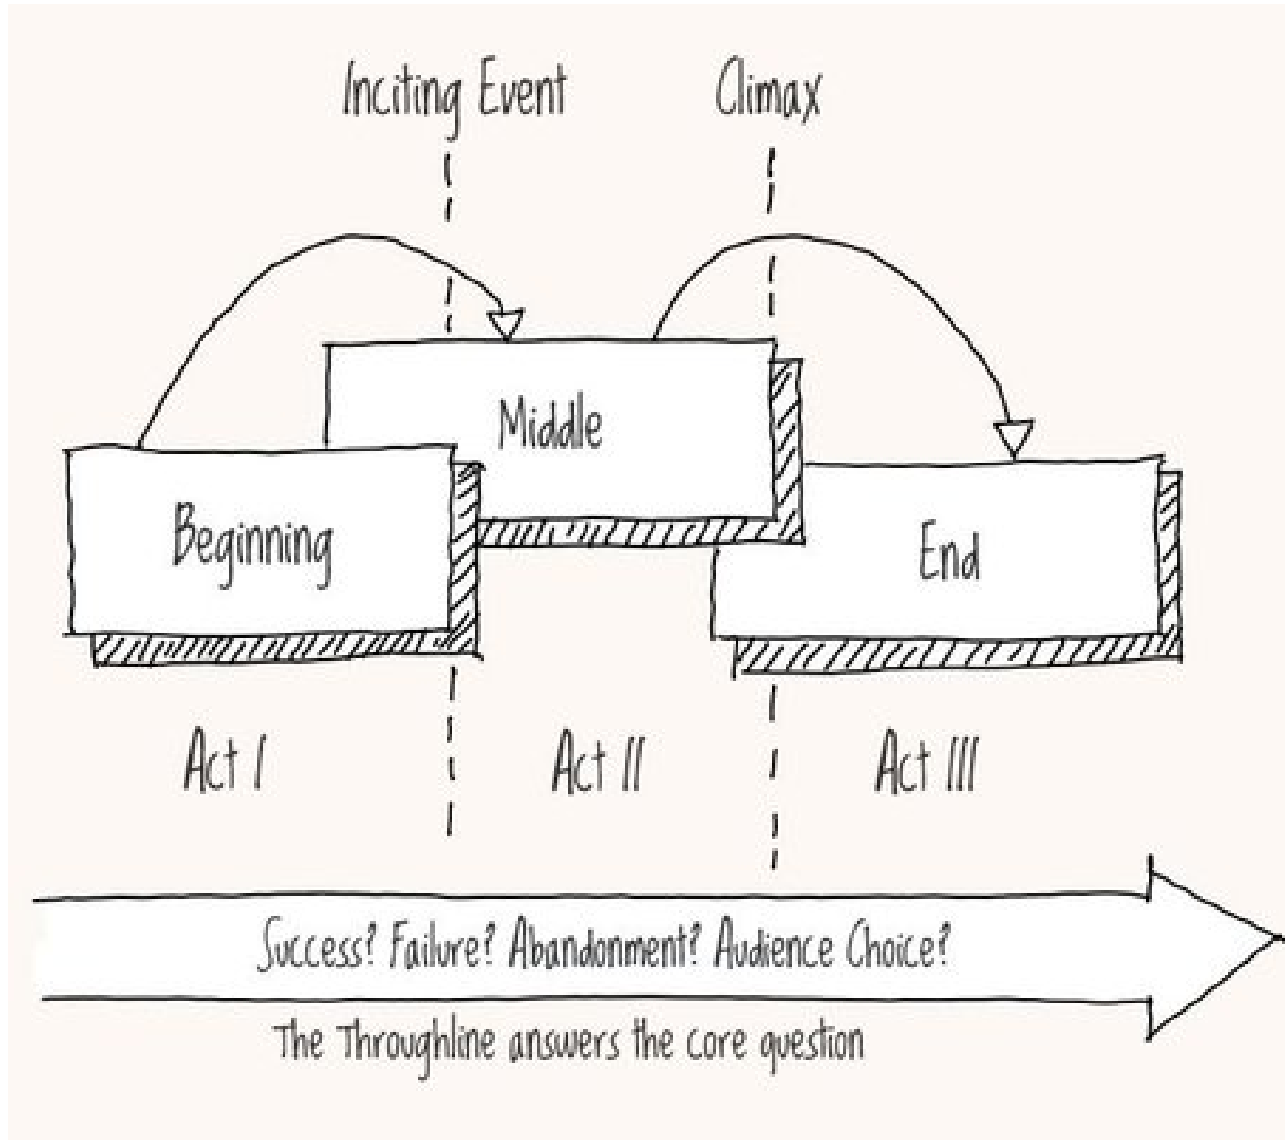 Inciting Event
Climax
Middle
Beginning
End
Act I
Act II
Act III
Success? Failure? Abandonment? Audience Choice?
The Throughline answers the core question